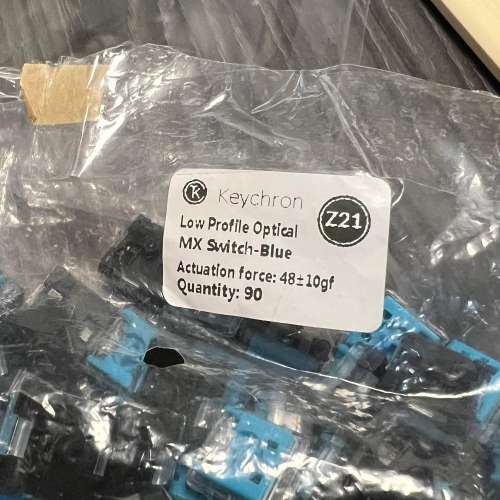 K Keychron
Z21
Low Profile Optical
MX Switch-Blue
Actuation force: 48±10gf
Quantity: 90